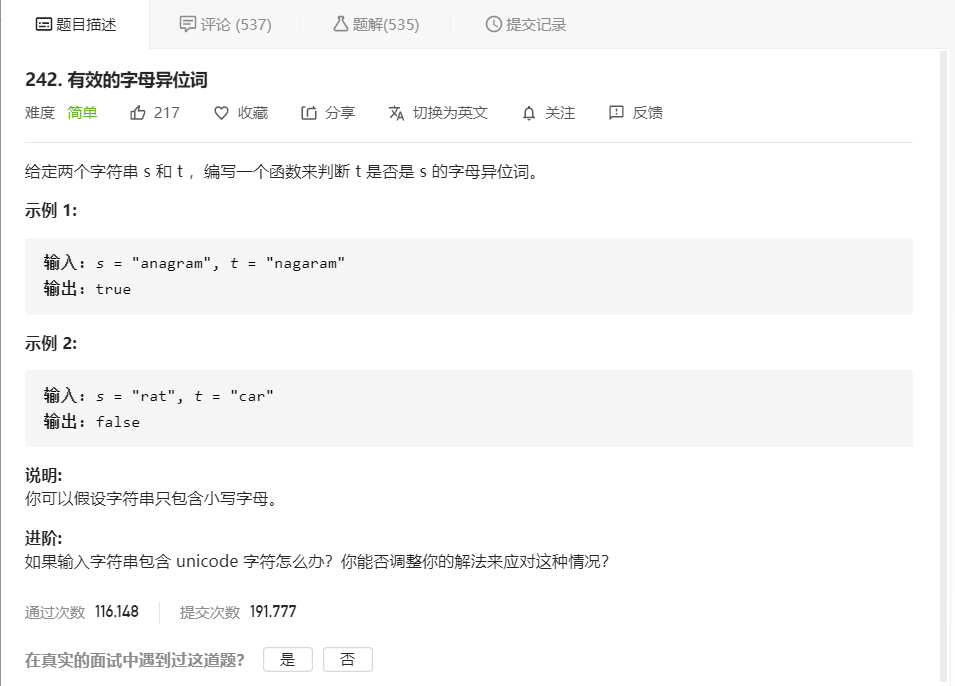 题目描述 评论 (537) 题解(535) 提交记录
242. 有效的字母异位词
难度 简单 217 收藏 分享 切换为英文 关注 反馈
给定两个字符串 s 和 t ，编写一个函数来判断 t 是否是 s 的字母异位词。
示例 1:
输入: s = "anagram", t = "nagaram"
输出: true
示例 2:
输入: s = "rat", t = "car"
输出: false
说明:
你可以假设字符串只包含小写字母。
进阶:
如果输入字符串包含 unicode 字符怎么办？你能否调整你的解法来应对这种情况？
通过次数 116,148 提交次数 191,777
在真实的面试中遇到过这道题? 是 否